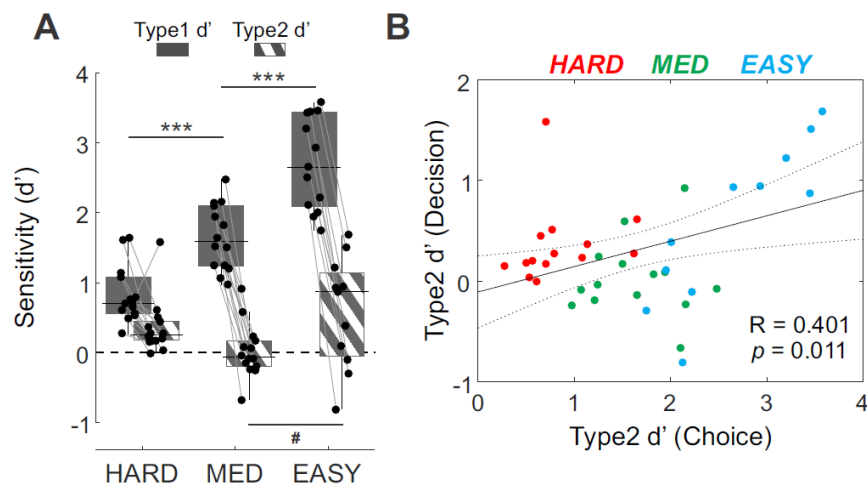 A
Type1 d' Type2 d'
Sensitivity (d')
4
3
2
1
0
-1
***
***
#
HARD MED EASY
B
HARD MED EASY
Type2 d' (Decision)
2
1
0
-1
R = 0.401
p = 0.011
0 1 2 3 4
Type2 d' (Choice)